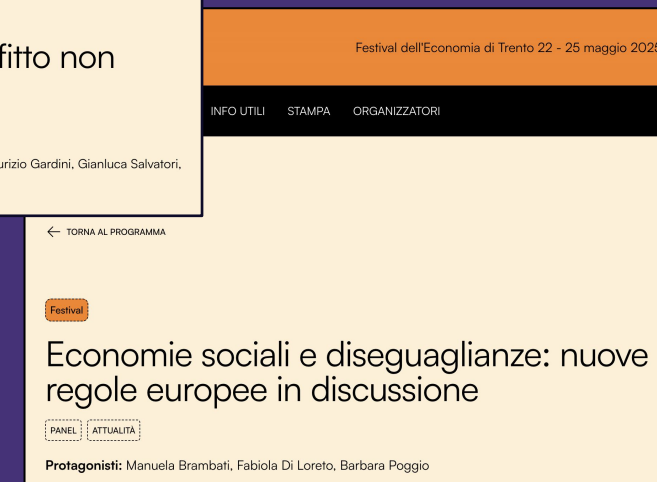 fitto non
urizio Gardini, Gianluca Salvatori,
Festival dell'Economia di Trento 22 - 25 maggio 2025
INFO UTILI STAMPA ORGANIZZATORI
← TORNA AL PROGRAMMA
Festival
Economie sociali e diseguaglianze: nuove
regole europee in discussione
PANEL ATTUALITÀ
Protagonisti: Manuela Brambati, Fabiola Di Loreto, Barbara Poggio